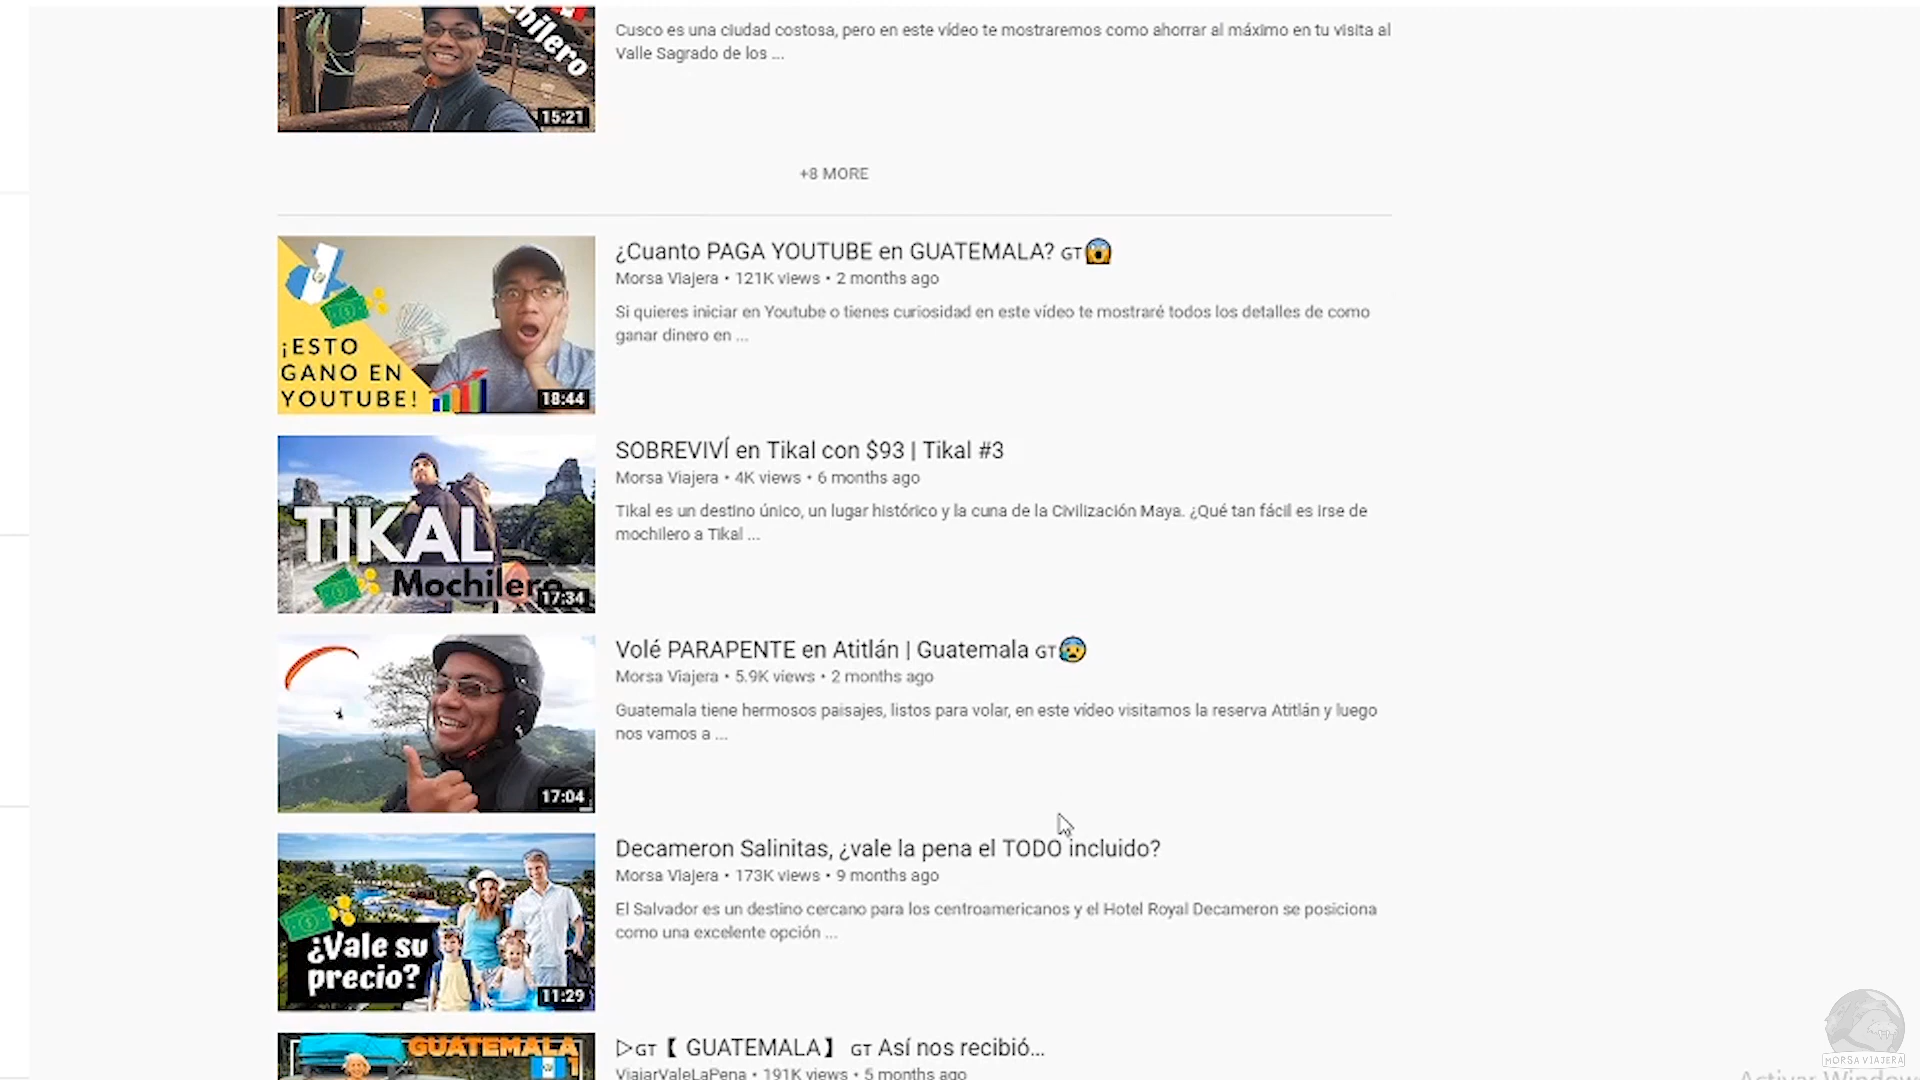 chilero
Cusco es una ciudad costosa, pero en este vídeo te mostraremos como ahorrar al máximo en tu visita al
Valle Sagrado de los ...
15:21
+8 MORE
¿Cuanto PAGA YOUTUBE en GUATEMALA? GT😱
Morsa Viajera • 121K views • 2 months ago
Si quieres iniciar en Youtube o tienes curiosidad en este vídeo te mostraré todos los detalles de como
ganar dinero en ...
¡ESTO
GANO EN
YOUTUBE!
18:44
SOBREVIVÍ en Tikal con $93 | Tikal #3
Morsa Viajera • 4K views • 6 months ago
Tikal es un destino único, un lugar histórico y la cuna de la Civilización Maya. ¿Qué tan fácil es irse de
mochilero a Tikal ...
TIKAL
Mochilero
17:34
Volé PARAPENTE en Atitlán | Guatemala GT😰
Morsa Viajera • 5.9K views • 2 months ago
Guatemala tiene hermosos paisajes, listos para volar, en este vídeo visitamos la reserva Atitlán y luego
nos vamos a ...
17:04
Decameron Salinitas, ¿vale la pena el TODO incluido?
Morsa Viajera • 173K views • 9 months ago
El Salvador es un destino cercano para los centroamericanos y el Hotel Royal Decameron se posiciona
como una excelente opción ...
¿Vale su
precio?
11:29
GUATEMALA
1
▷GT【 GUATEMALA】 GT Así nos recibió...
ViajarValeLaPena • 191K views • 5 months ago
MORSA VIAJERA
Activar Windows